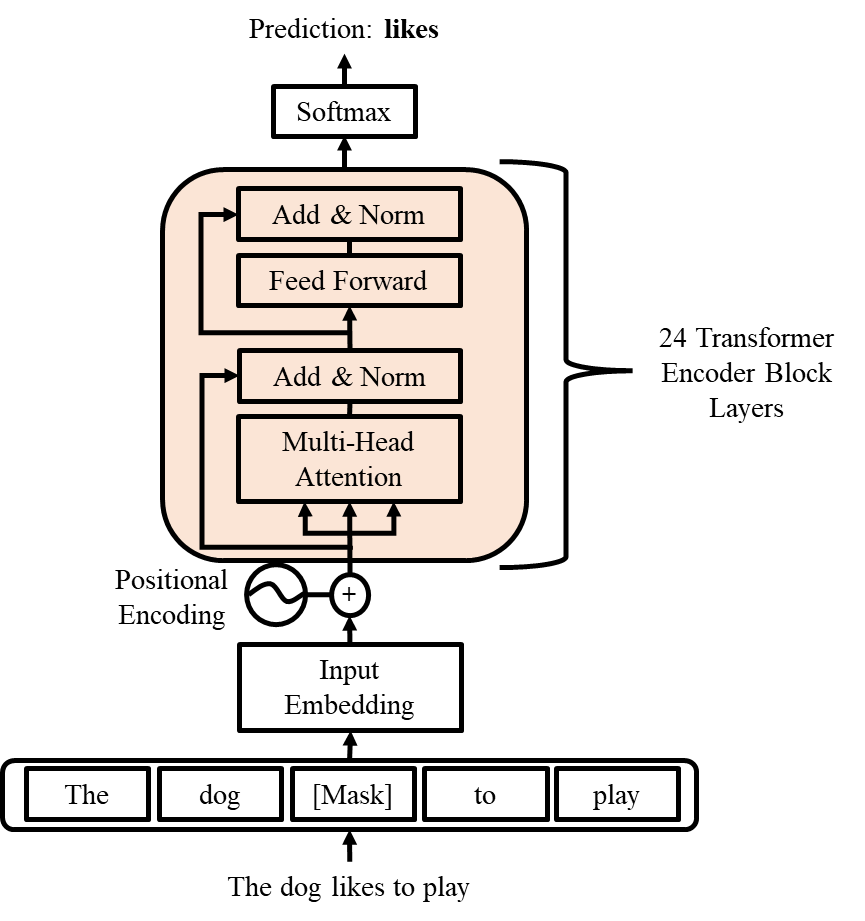 Prediction: likes
Softmax
Add & Norm
Feed Forward
Add & Norm
Multi-Head
Attention
24 Transformer
Encoder Block
Layers
Positional
Encoding
+
Input
Embedding
The dog [Mask] to play
The dog likes to play